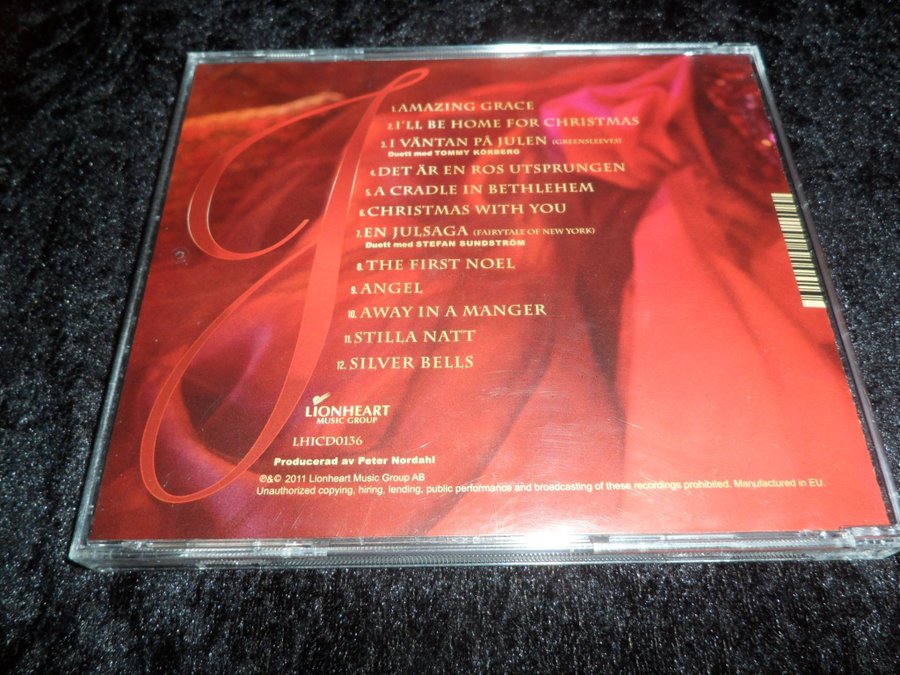 J
1. AMAZING GRACE
2. I'LL BE HOME FOR CHRISTMAS
3. I VÄNTAN PÅ JULEN (GREENSLEEVES)
Duett med TOMMY KÖRBERG
4. DET ÄR EN ROS UTSPRUNGEN
5. A CRADLE IN BETHLEHEM
6. CHRISTMAS WITH YOU
7. EN JULSAGA (FAIRYTALE OF NEW YORK)
Duett med STEFAN SUNDSTRÖM
8. THE FIRST NOEL
9. ANGEL
10. AWAY IN A MANGER
11. STILLA NATT
12. SILVER BELLS
LIONHEART
MUSIC GROUP
LHICD0136
Producerad av Peter Nordahl
℗&© 2011 Lionheart Music Group AB
Unauthorized copying, hiring, lending, public performance and broadcasting of these recordings prohibited. Manufactured in EU.